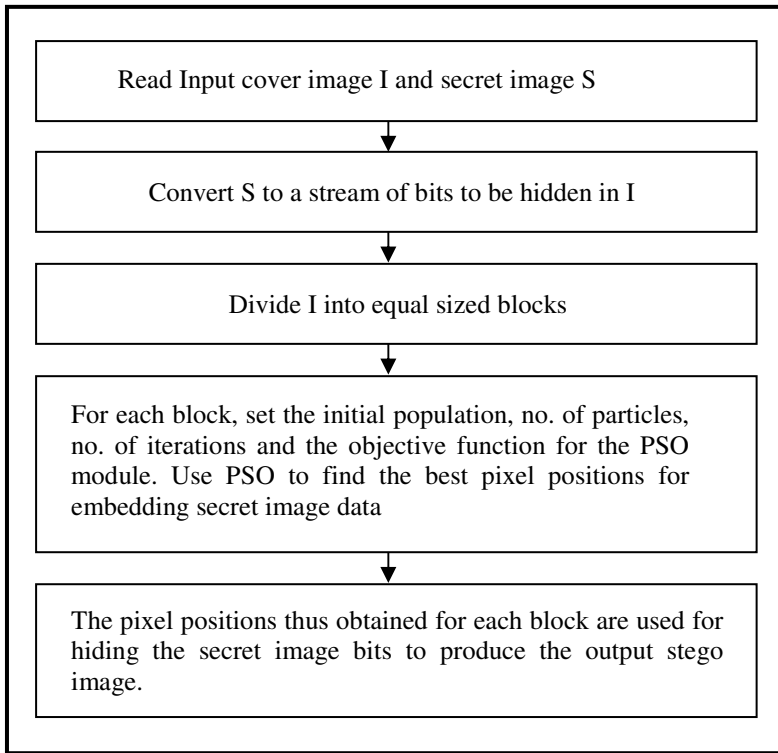 Read Input cover image I and secret image S
Convert S to a stream of bits to be hidden in I
Divide I into equal sized blocks
For each block, set the initial population, no. of particles,
no. of iterations and the objective function for the PSO
module. Use PSO to find the best pixel positions for
embedding secret image data
The pixel positions thus obtained for each block are used for
hiding the secret image bits to produce the output stego
image.